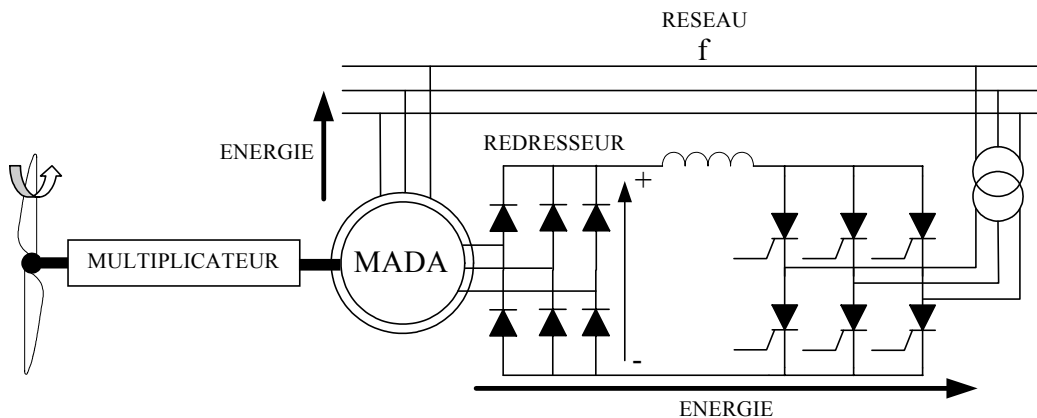 RESEAU
f
ENERGIE
REDRESSEUR
+
MULTIPLICATEUR
MADA
-
ENERGIE